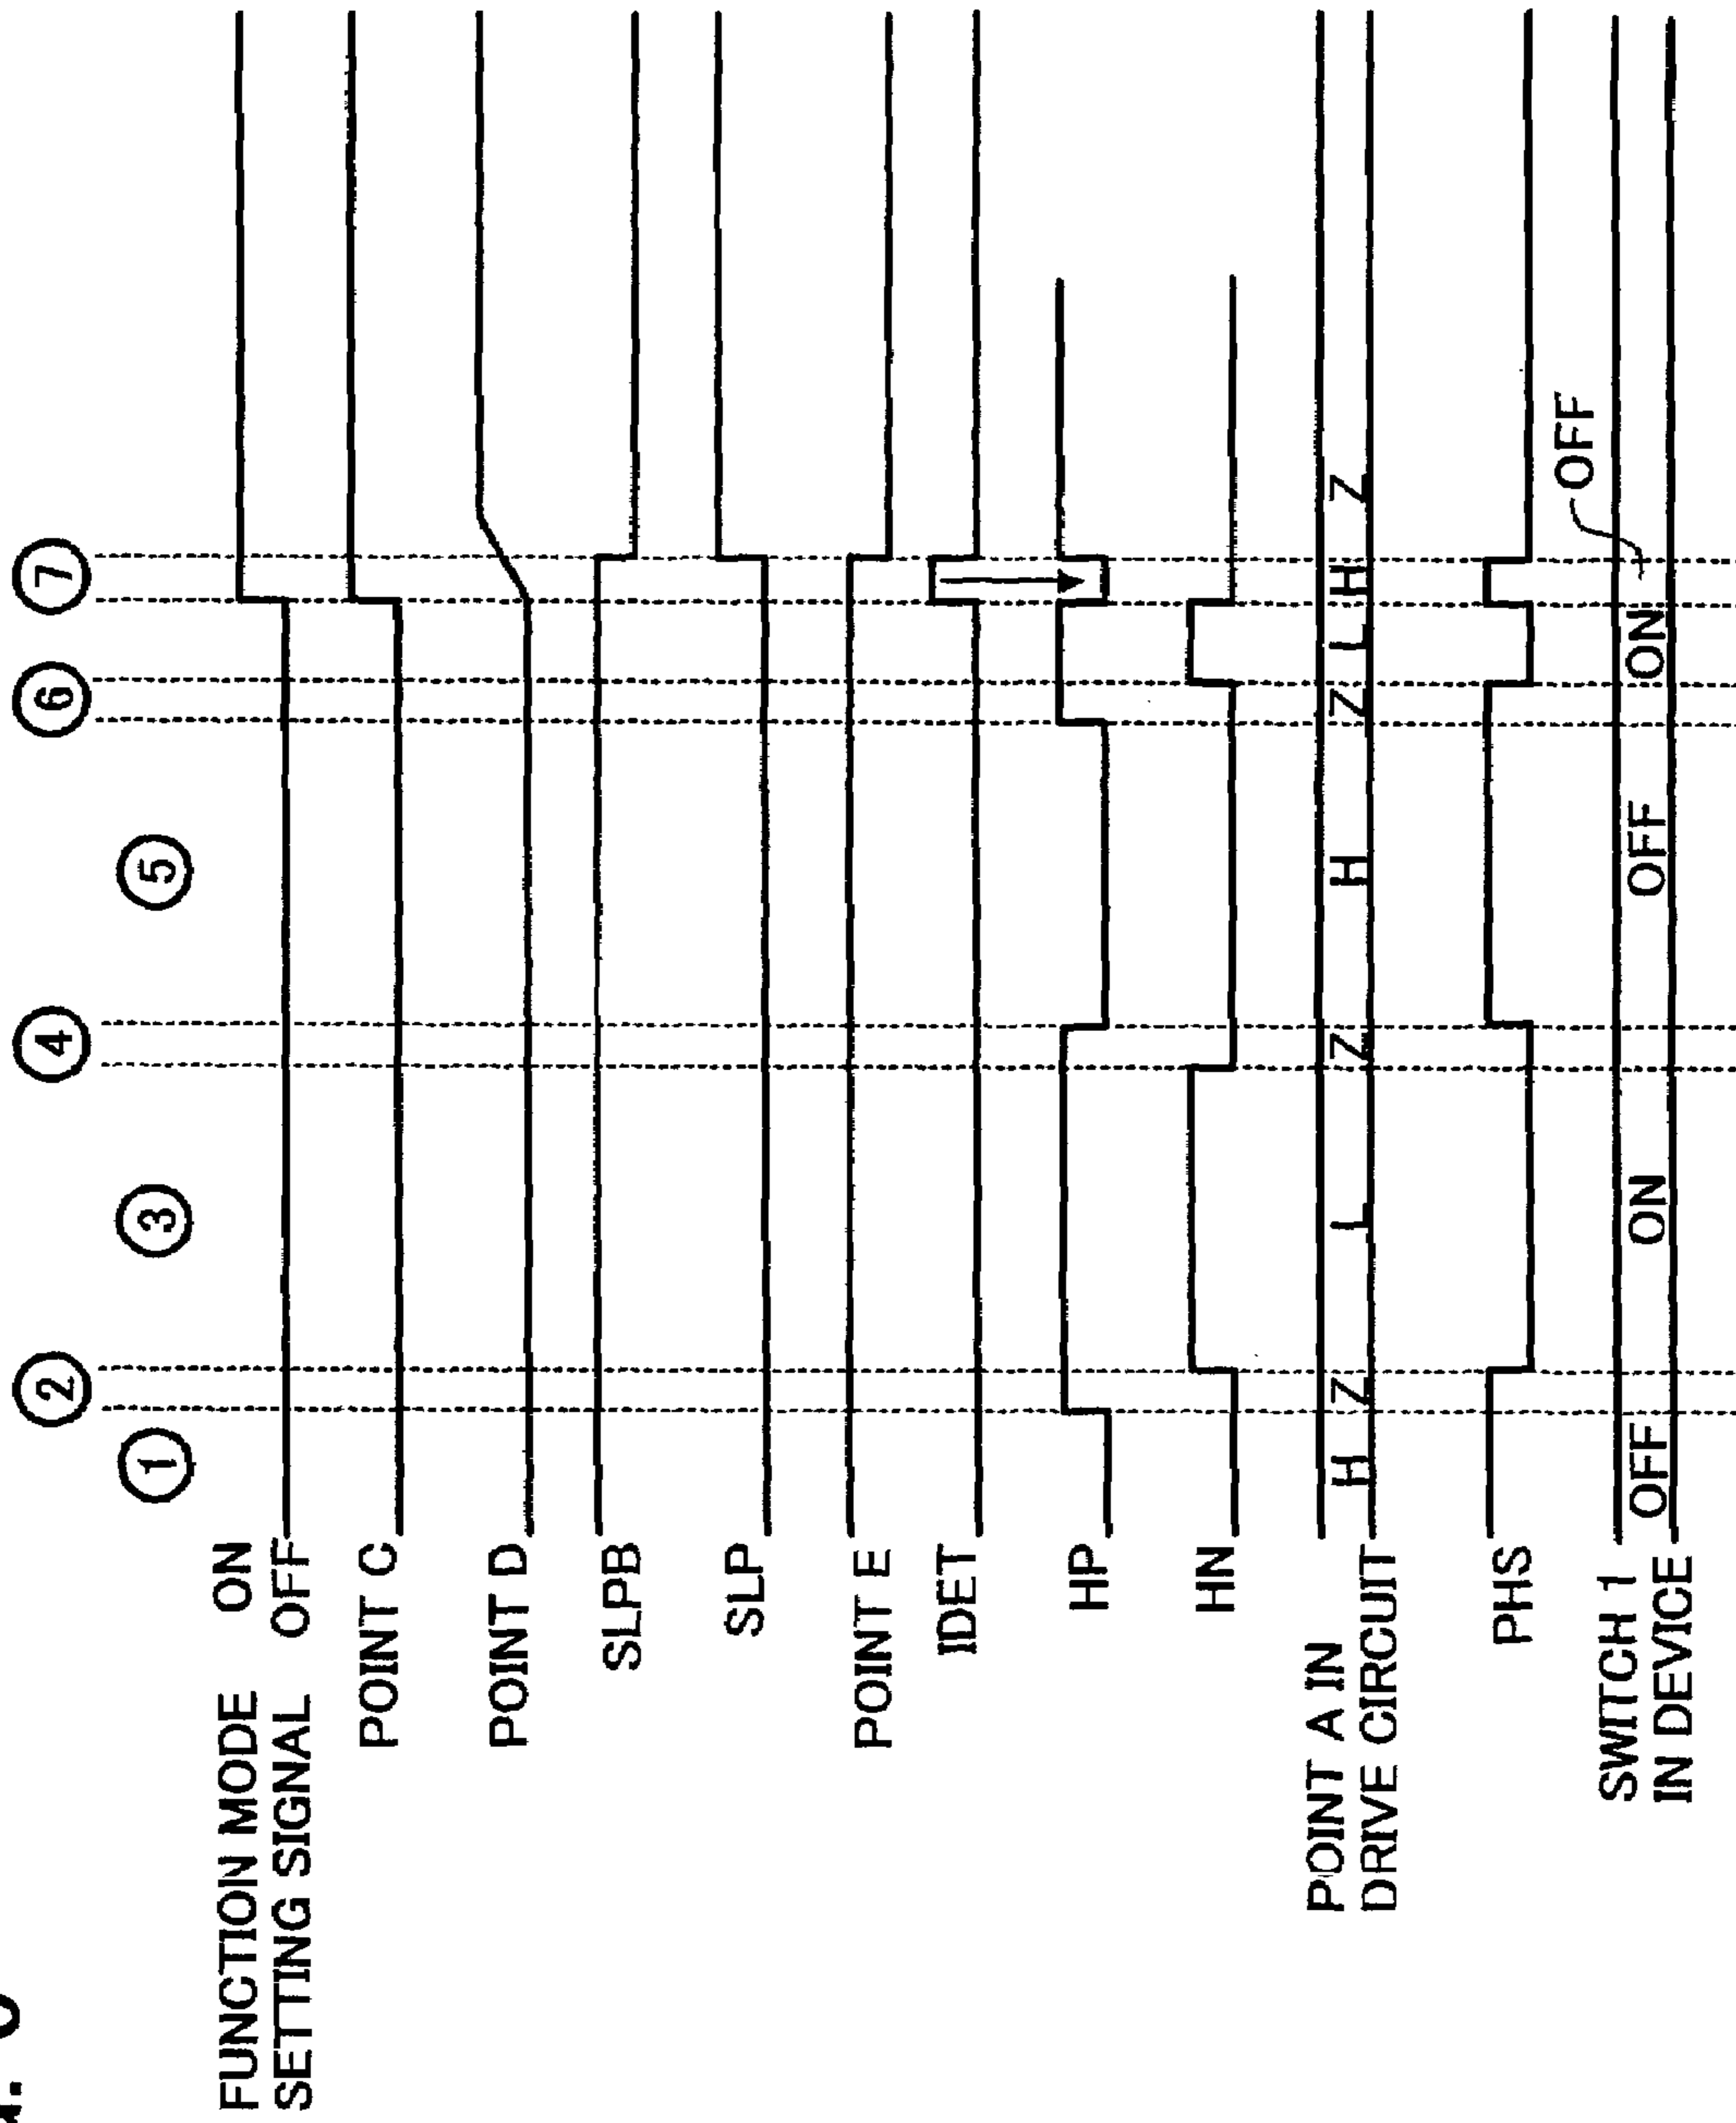 ① ② ③ ④ ⑤ ⑥ ⑦
FUNCTION MODE ON
SETTING SIGNAL OFF
POINT C
POINT D
SLPB
SLP
POINT E
IDET
HP
HN
POINT A IN
DRIVE CIRCUIT
H Z L Z H Z L H Z
PHS
OFF
SWITCH 1
IN DEVICE
OFF ON OFF ON